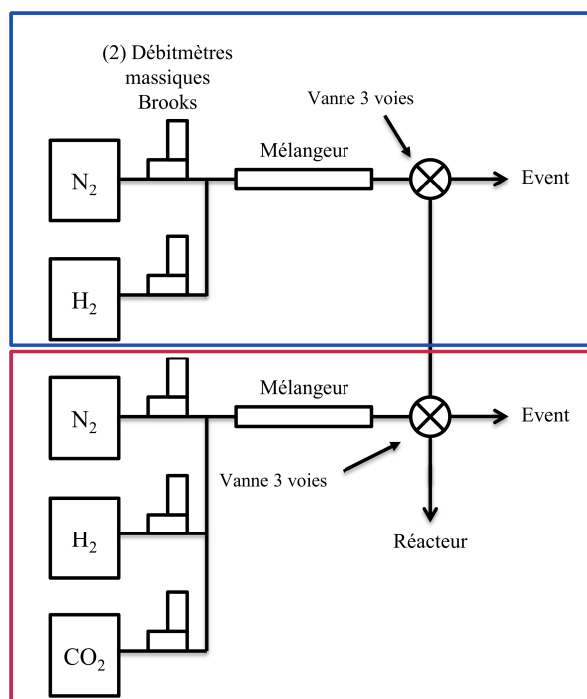 (2) Débitmètres
massiques
Brooks
Vanne 3 voies
Mélangeur
N₂
Event
H₂
Mélangeur
N₂
Event
Vanne 3 voies
H₂
Réacteur
CO₂